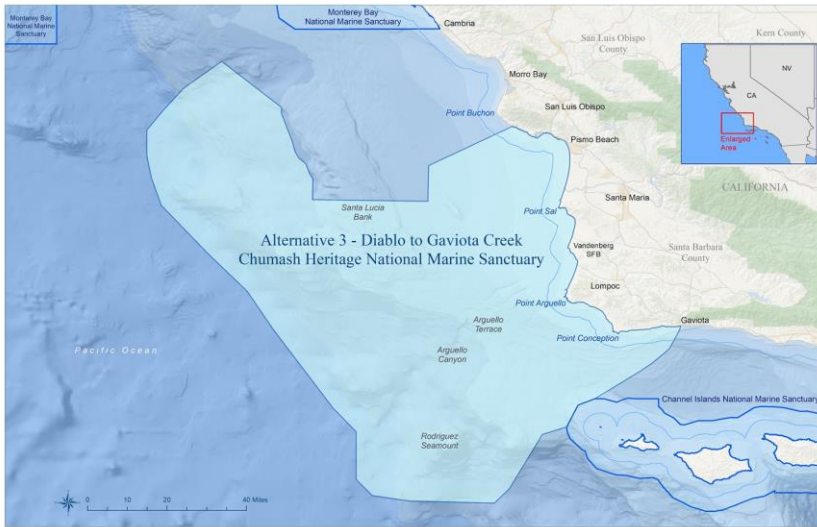 Monterey Bay
National Marine
Sanctuary
Monterey Bay
National Marine Sanctuary
Cambria
San Luis Obispo
County
Kern County
NV
CA
Enlarged
Area
Morro Bay
San Luis Obispo
Point Buchon
Pismo Beach
CALIFORNIA
Santa Lucia
Bank
Point Sal
Santa Maria
Alternative 3 - Diablo to Gaviota Creek
Chumash Heritage National Marine Sanctuary
Vandenberg
SFB
Santa Barbara
County
Lompoc
Point Arguello
Arguello
Terrace
Gaviota
Point Conception
Pacific Ocean
Arguello
Canyon
Channel Islands National Marine Sanctuary
Rodriguez
Seamount
0 10 20 40 Miles